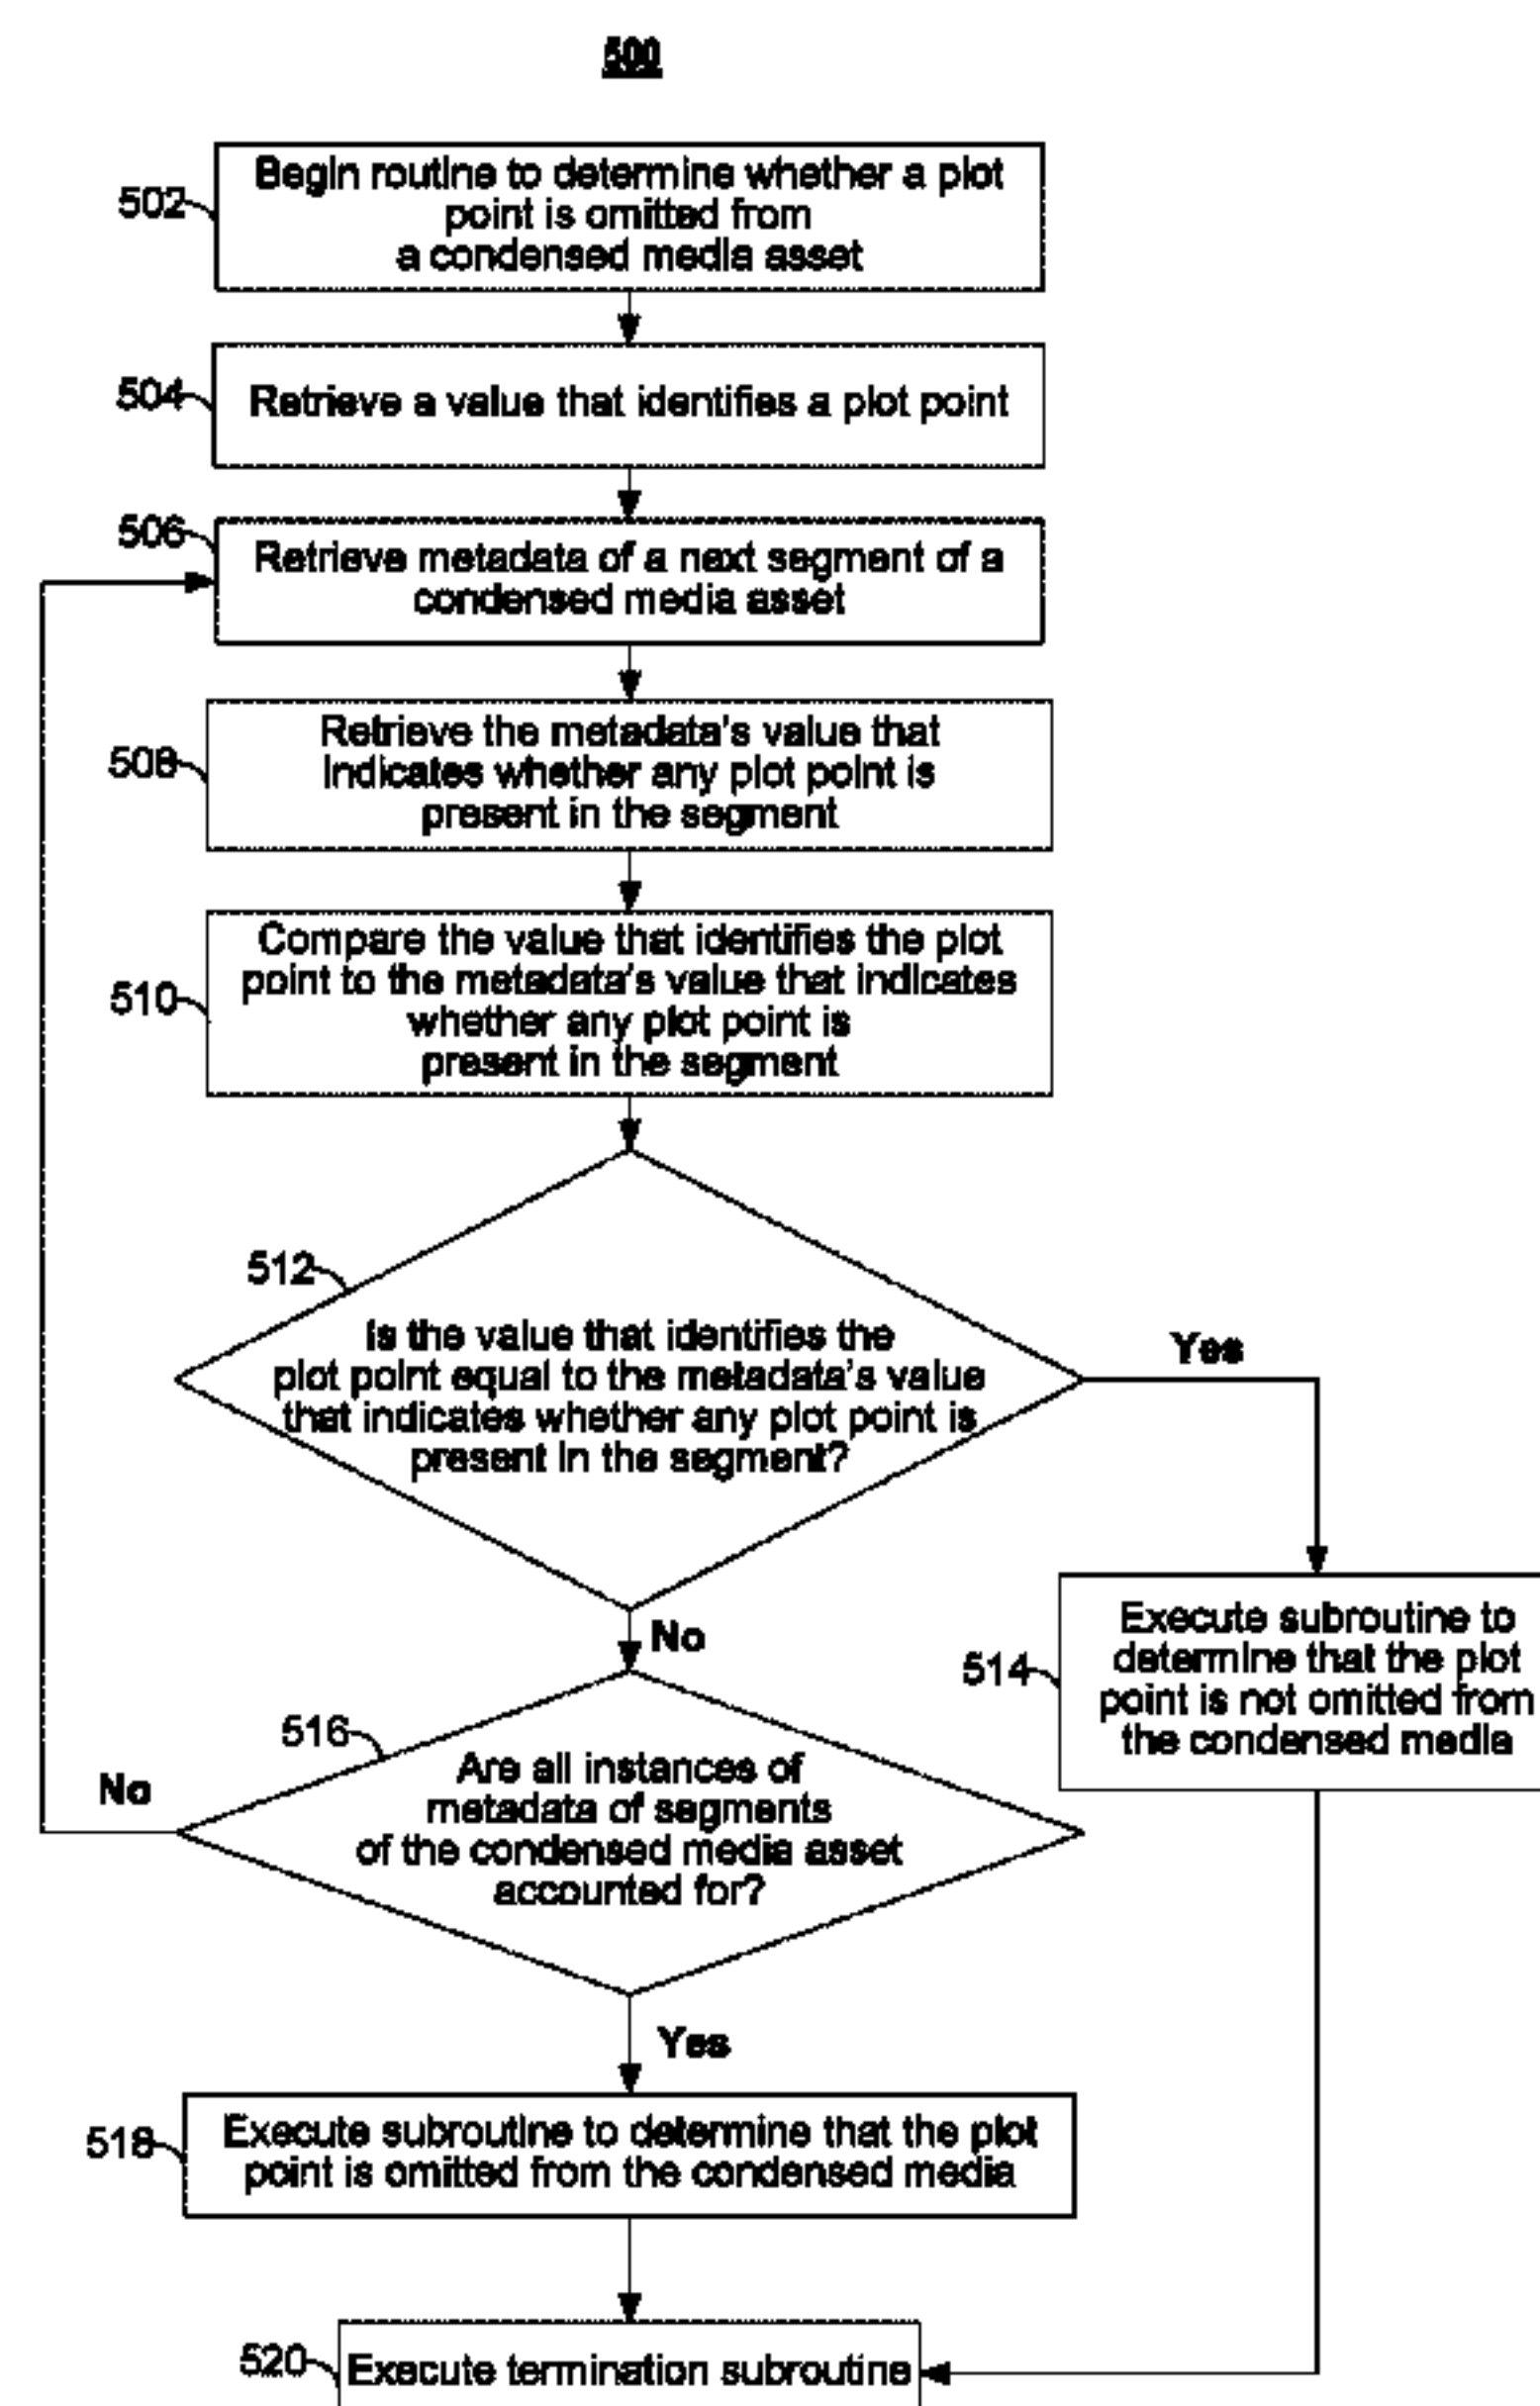 500
502
Begin routine to determine whether a plot
point is omitted from
a condensed media asset
504
Retrieve a value that identifies a plot point
506
Retrieve metadata of a next segment of a
condensed media asset
508
Retrieve the metadata's value that
indicates whether any plot point is
present in the segment
510
Compare the value that identifies the plot
point to the metadata's value that indicates
whether any plot point is
present in the segment
512
Is the value that identifies the
plot point equal to the metadata's value
that indicates whether any plot point is
present in the segment?
Yes
No
514
Execute subroutine to
determine that the plot
point is not omitted from
the condensed media
516
Are all instances of
metadata of segments
of the condensed media asset
accounted for?
No
Yes
518
Execute subroutine to determine that the plot
point is omitted from the condensed media
520
Execute termination subroutine